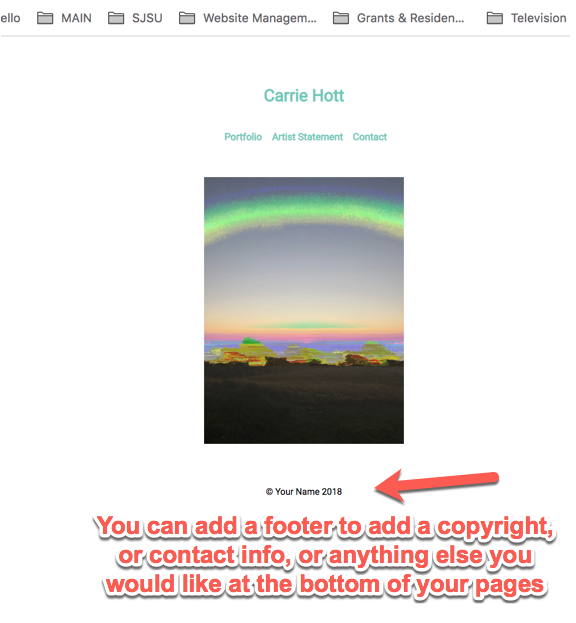 ello MAIN SJSU Website Managem... Grants & Residen... Television
Carrie Hott
Portfolio Artist Statement Contact
© Your Name 2018
You can add a footer to add a copyright,
or contact info, or anything else you
would like at the bottom of your pages